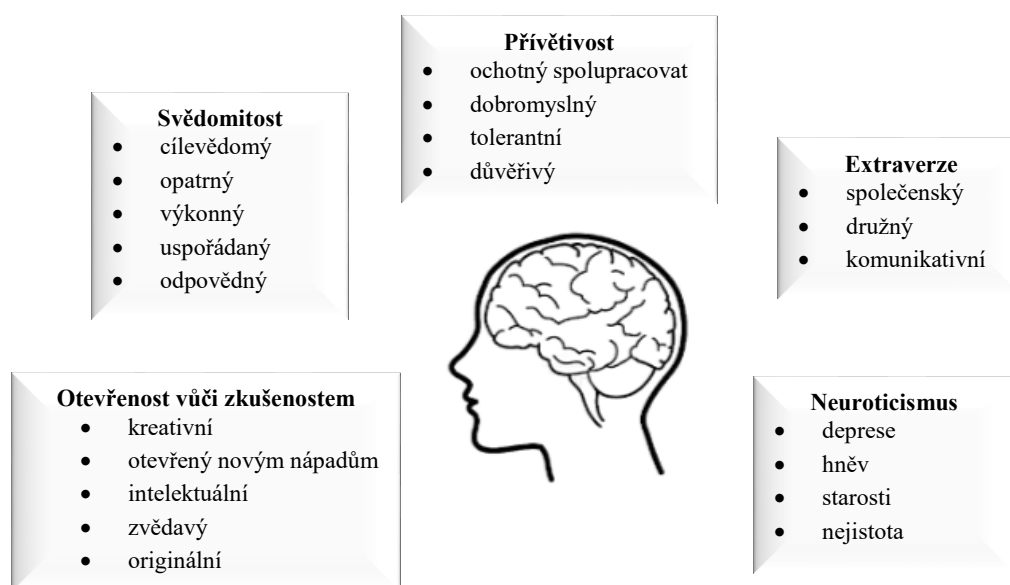 Přívětivost
• ochotný spolupracovat
• dobromyslný
• tolerantní
• důvěřivý
Svědomitost
• cílevědomý
• opatrný
• výkonný
• uspořádaný
• odpovědný
Extraverze
• společenský
• družný
• komunikativní
Otevřenost vůči zkušenostem
• kreativní
• otevřený novým nápadům
• intelektuální
• zvědavý
• originální
Neuroticismus
• deprese
• hněv
• starosti
• nejistota